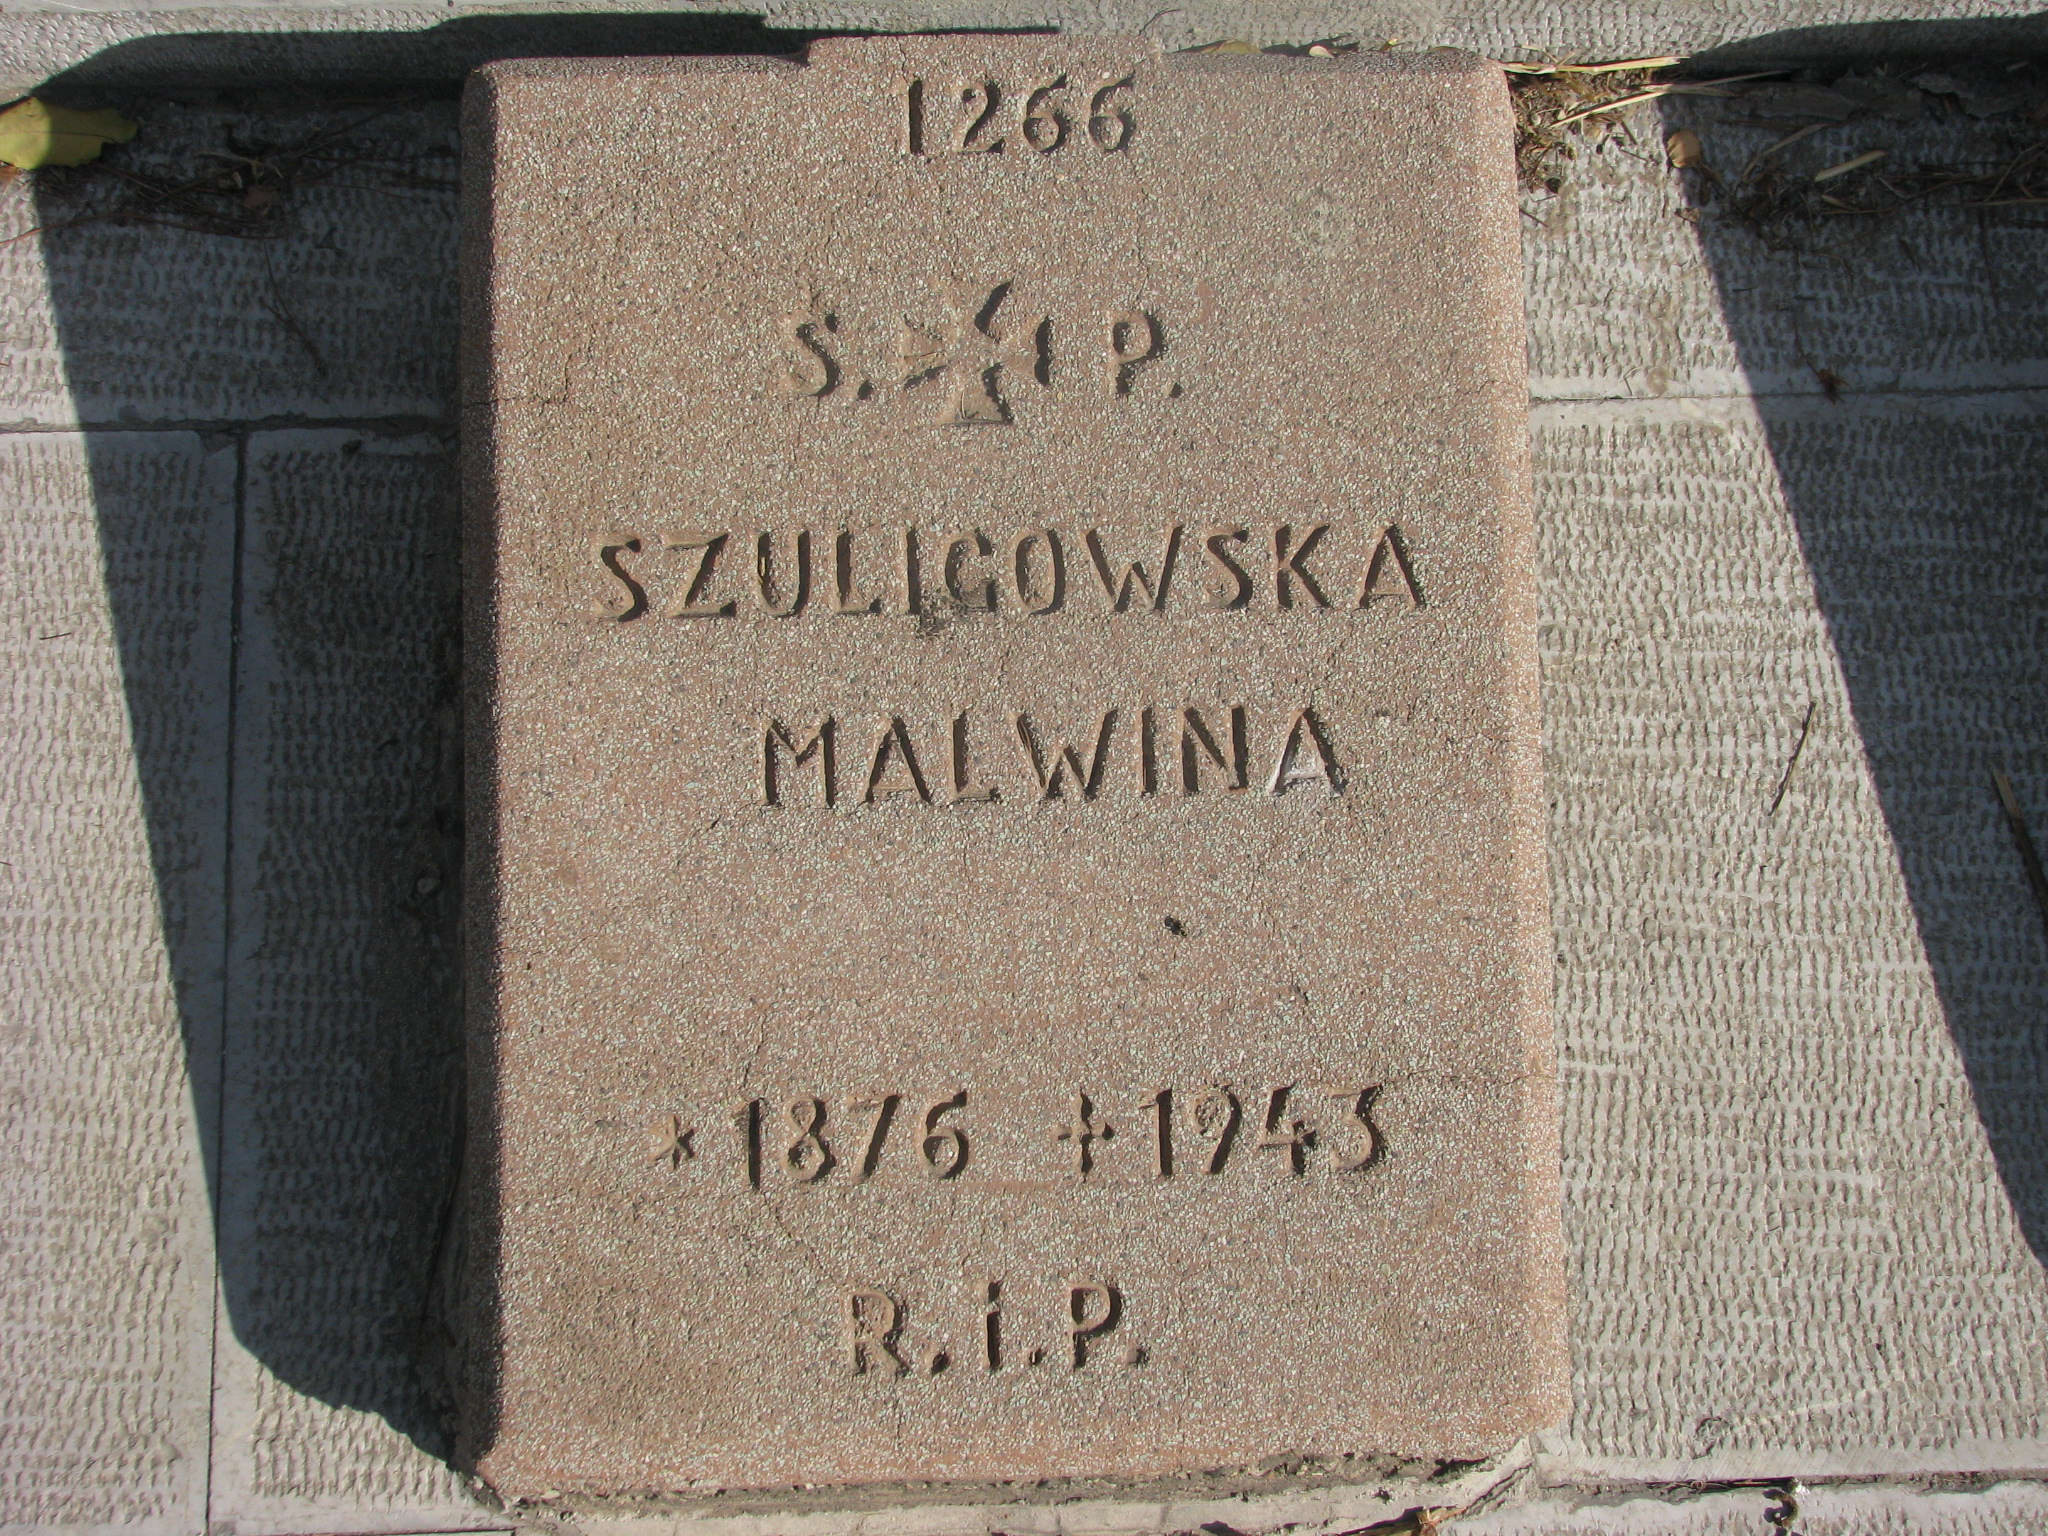 1266
S. ✠ P.
SZULIGOWSKA
MALWINA
* 1876 + 1943
R.i.P.